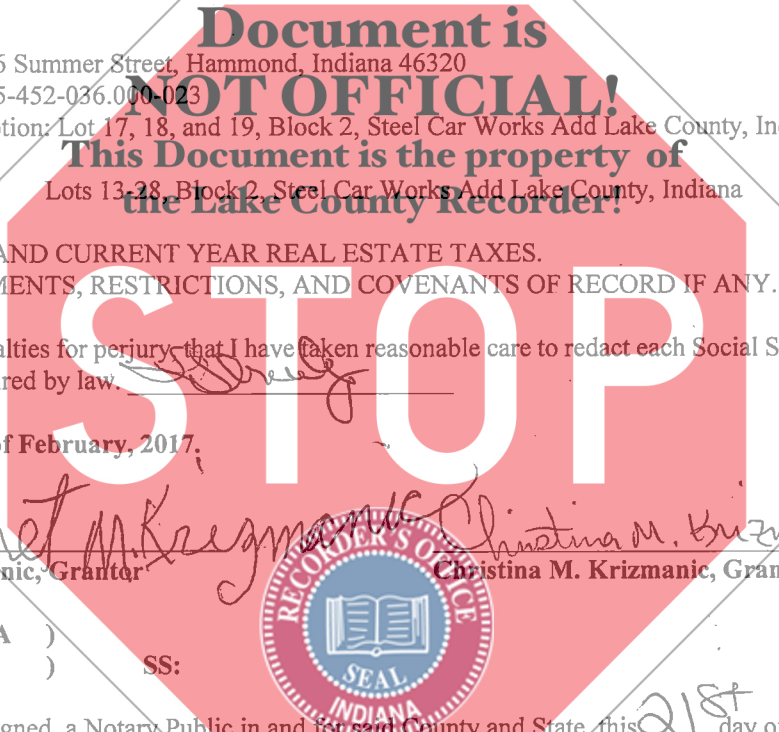 Document is
6 Summer Street, Hammond, Indiana 46320
NOT OFFICIAL!
5-452-036.000-023
tion: Lot 17, 18, and 19, Block 2, Steel Car Works Add Lake County, In
This Document is the property of
Lots 13-28, Block 2, Steel Car Works Add Lake County, Indiana
the Lake County Recorder!
AND CURRENT YEAR REAL ESTATE TAXES.
MENTS, RESTRICTIONS, AND COVENANTS OF RECORD IF ANY.
STOP
alties for perjury, that I have taken reasonable care to redact each Social S
ired by law.
of February, 2017.
et M. Krizmanic Christina M. Kriz
nic, Grantor Christina M. Krizmanic, Gran
RECORDER'S OFFICE
A )
) SS:
SEAL
INDIANA
gned, a Notary Public in and for said County and State, this 21st day o